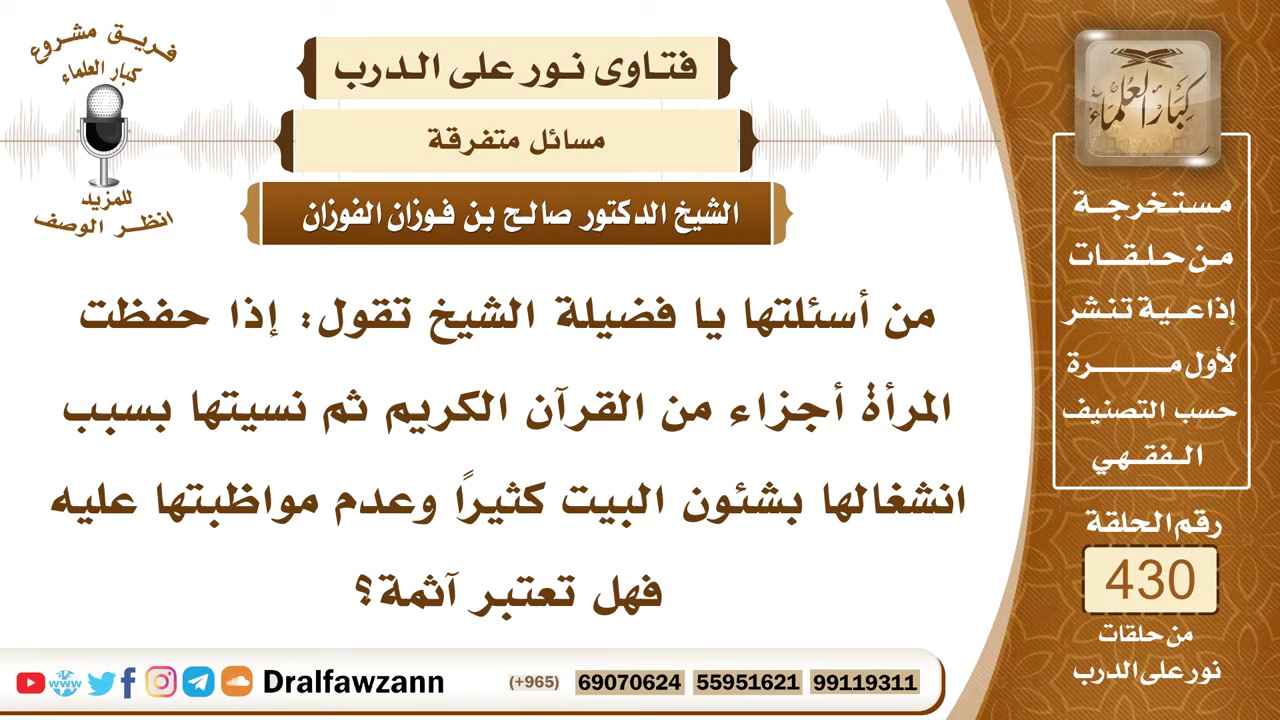 فريق مشروع
كبار العلماء
للمزيد
انظر الوصف
فتاوى نور على الدرب
مسائل متفرقة
الشيخ الدكتور صالح بن فوزان الفوزان
من أسئلتها يا فضيلة الشيخ تقول: إذا حفظت
المرأة أجزاء من القرآن الكريم ثم نسيتها بسبب
انشغالها بشئون البيت كثيرًا وعدم مواظبتها عليه
فهل تعتبر آثمة؟
كبار العلماء
مستخرجة
من حلقات
إذاعية تنشر
لأول مرة
حسب التصنيف
الفقهي
رقم الحلقة
430
من حلقات
نور على الدرب
www
Dralfawzann
(+965) 69070624 55951621 99119311